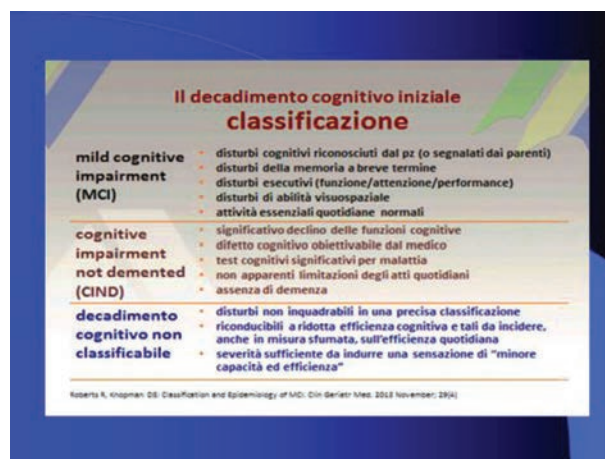 Il decadimento cognitivo iniziale
classificazione
mild cognitive
impairment
(MCI)
• disturbi cognitivi riconosciuti dal pz (o segnalati dai parenti)
• disturbi della memoria a breve termine
• disturbi esecutivi (funzione/attenzione/performance)
• disturbi di abilità visuospaziale
• attività essenziali quotidiane normali
cognitive
impairment
not demented
(CIND)
• significativo declino delle funzioni cognitive
• difetto cognitivo obiettivabile dal medico
• test cognitivi significativi per malattia
• non apparenti limitazioni degli atti quotidiani
• assenza di demenza
decadimento
cognitivo non
classificabile
• disturbi non inquadrabili in una precisa classificazione
• riconducibili a ridotta efficienza cognitiva e tali da incidere,
anche in misura sfumata, sull'efficienza quotidiana
• severità sufficiente da indurre una sensazione di "minore
capacità ed efficienza"
Roberts R, Knopman DS: Classification and Epidemiology of MCI. Clin Geriatr Med. 2013 November; 29(4)